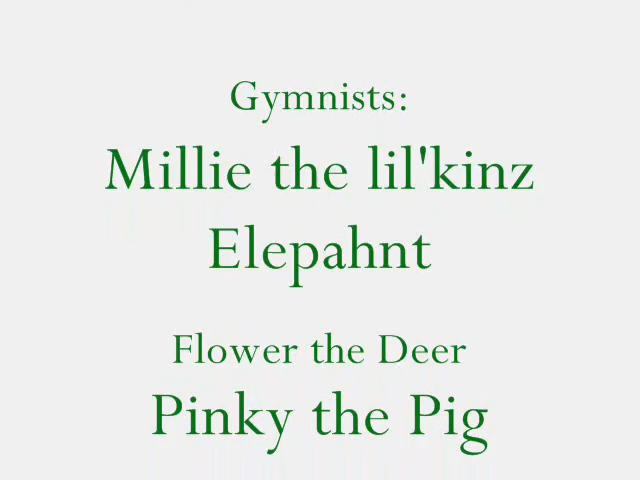 Gymnists:
Millie the lil'kinz
Elepahnt
Flower the Deer
Pinky the Pig